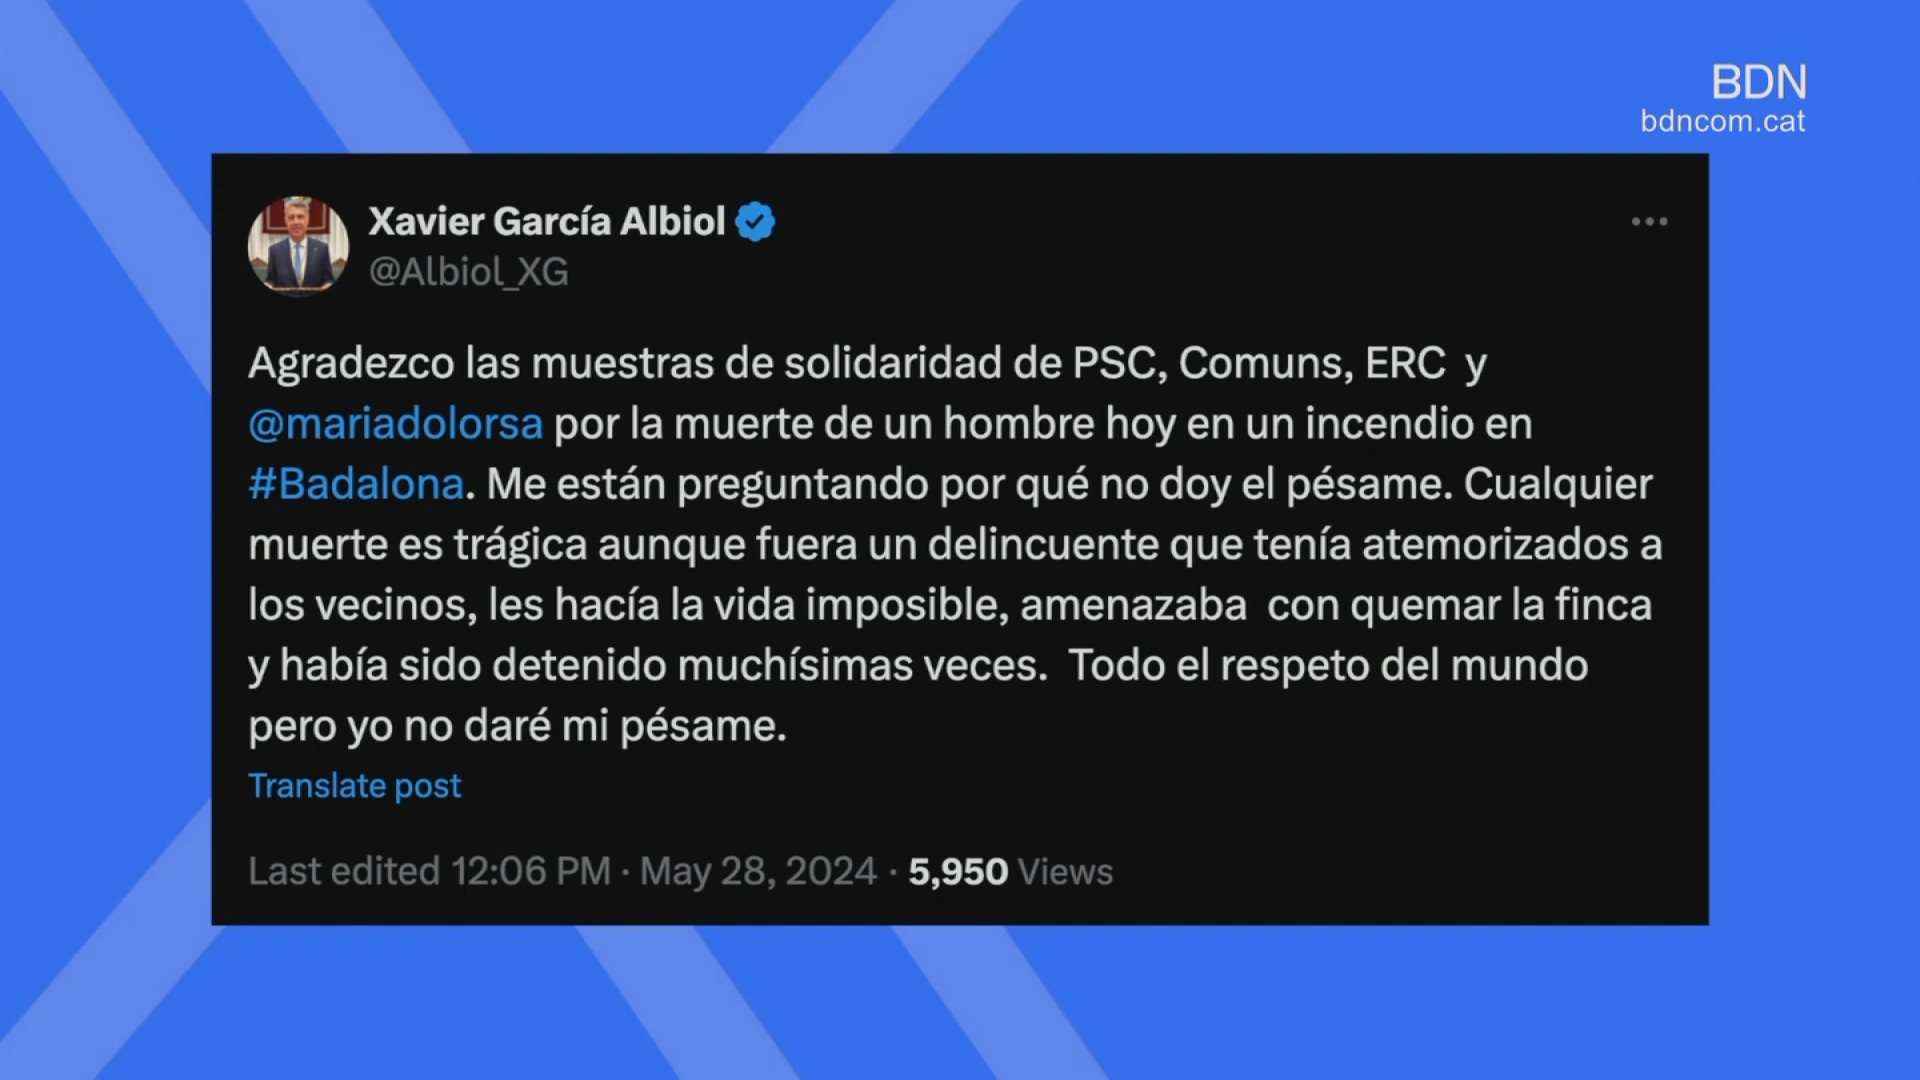 BDN
bdncom.cat
Xavier García Albiol
@Albiol_XG
Agradezco las muestras de solidaridad de PSC, Comuns, ERC  y
@mariadolorsa por la muerte de un hombre hoy en un incendio en
#Badalona. Me están preguntando por qué no doy el pésame. Cualquier
muerte es trágica aunque fuera un delincuente que tenía atemorizados a
los vecinos, les hacía la vida imposible, amenazaba  con quemar la finca
y había sido detenido muchísimas veces.  Todo el respeto del mundo
pero yo no daré mi pésame.
Translate post
Last edited 12:06 PM · May 28, 2024 · 5,950 Views